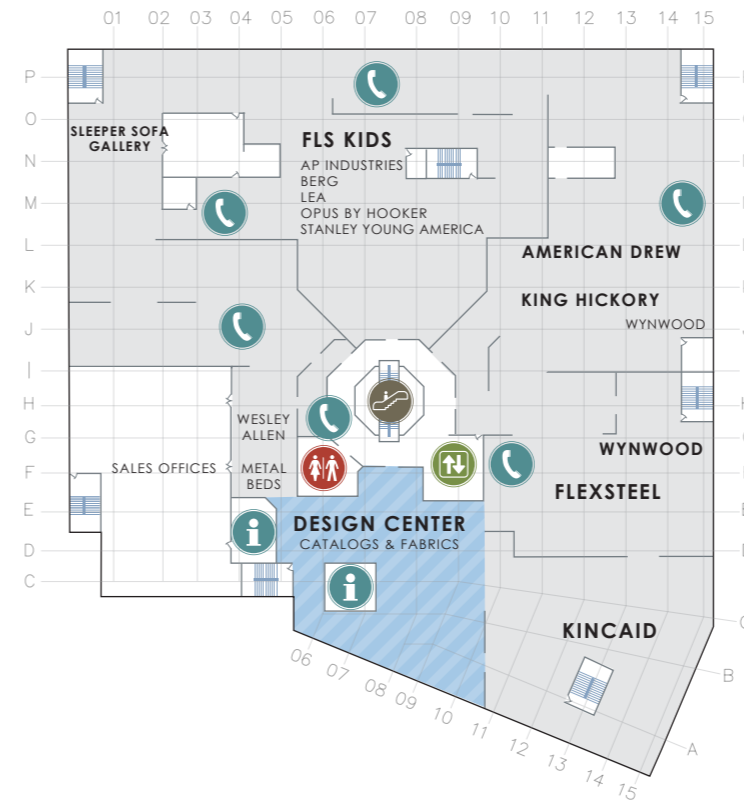 01 02 03 04 05 06 07 08 09 10 11 12 13 14 15
P
O
SLEEPER SOFA
GALLERY
FLS KIDS
N
AP INDUSTRIES
BERG
LEA
M
OPUS BY HOOKER
STANLEY YOUNG AMERICA
L
AMERICAN DREW
K
KING HICKORY
J
WYNWOOD
I
H
WESLEY
ALLEN
G
WYNWOOD
F
SALES OFFICES
METAL
BEDS
FLEXSTEEL
E
DESIGN CENTER
CATALOGS & FABRICS
D
C
KINCAID
C
B
A
06 07 08 09 10 11 12 13 14 15